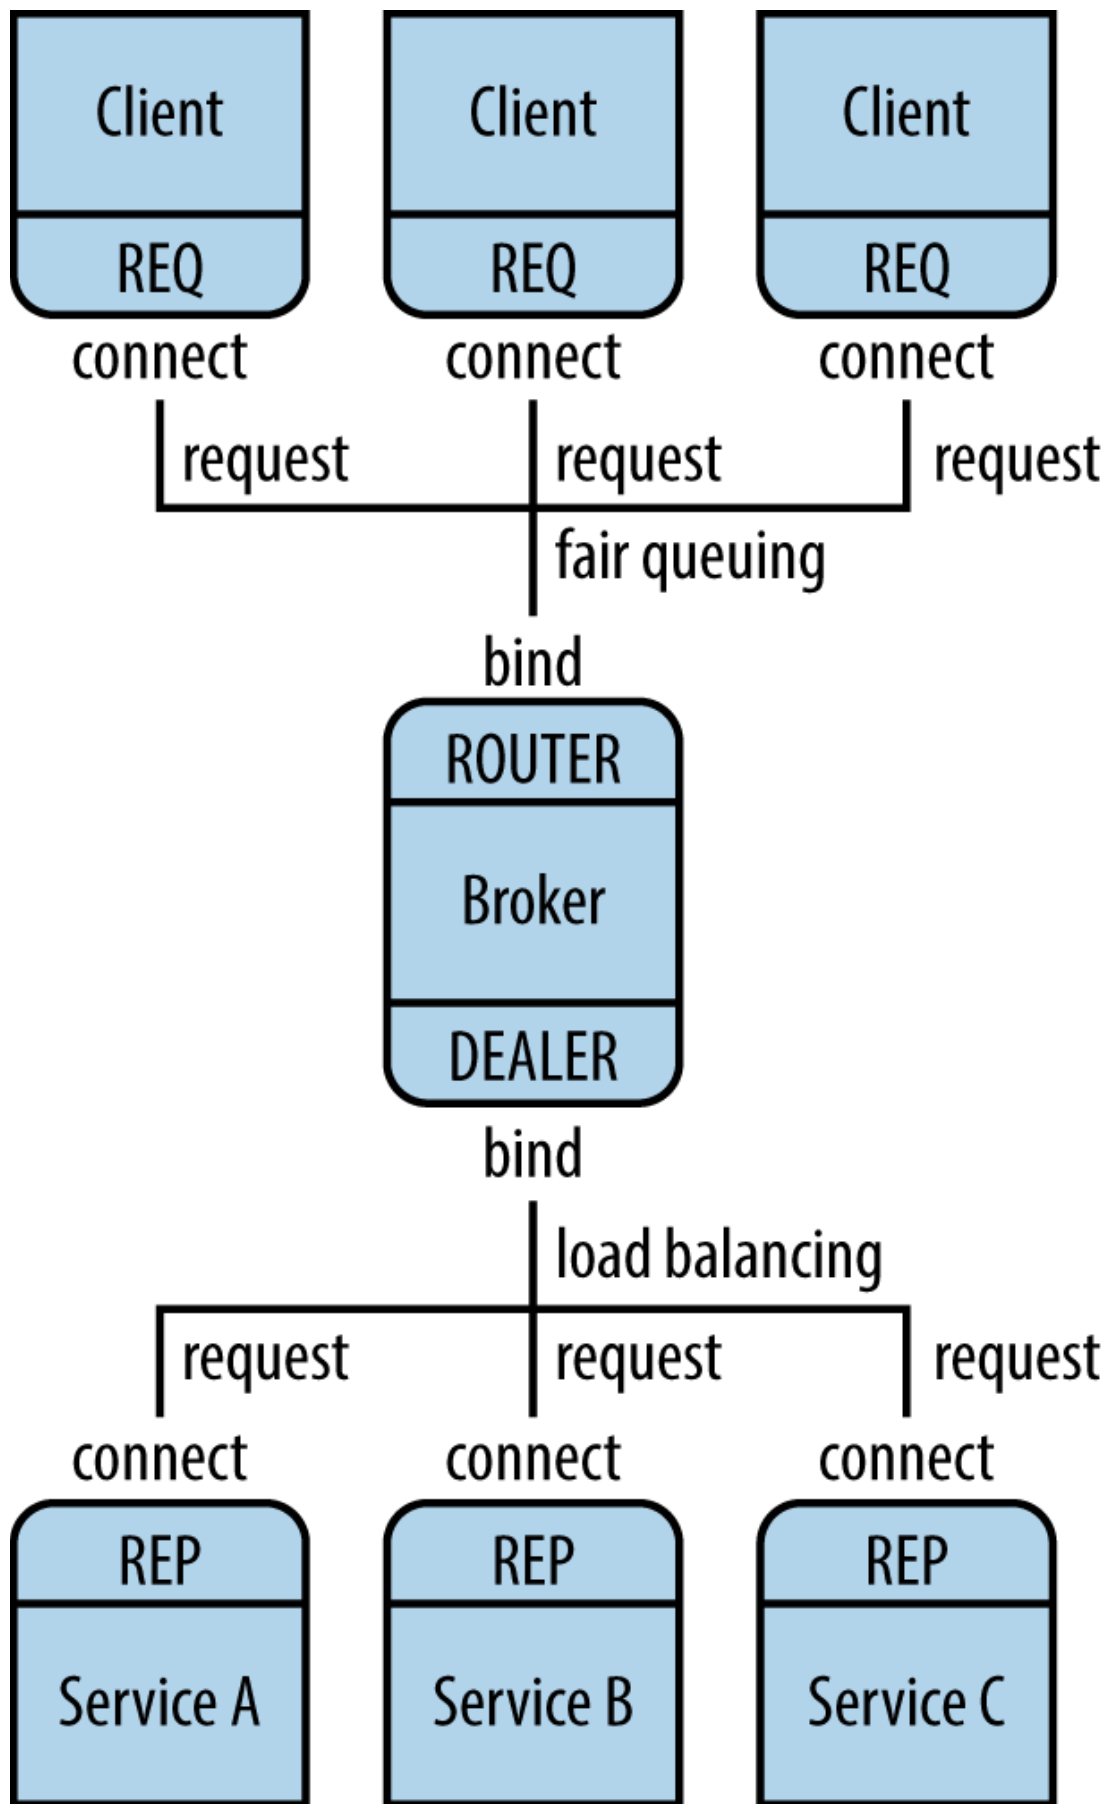 Client Client Client
REQ REQ REQ
connect connect connect
request request request
fair queuing
bind
ROUTER
Broker
DEALER
bind
load balancing
request request request
connect connect connect
REP REP REP
Service A Service B Service C